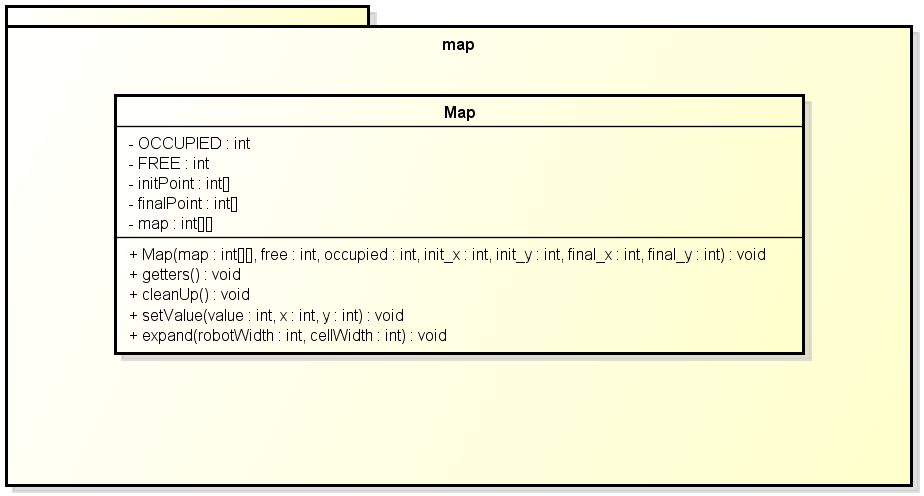 map
Map
- OCCUPIED : int
- FREE : int
- initPoint : int[]
- finalPoint : int[]
- map : int[][]
+ Map(map : int[][], free : int, occupied : int, init_x : int, init_y : int, final_x : int, final_y : int) : void
+ getters() : void
+ cleanUp() : void
+ setValue(value : int, x : int, y : int) : void
+ expand(robotWidth : int, cellWidth : int) : void